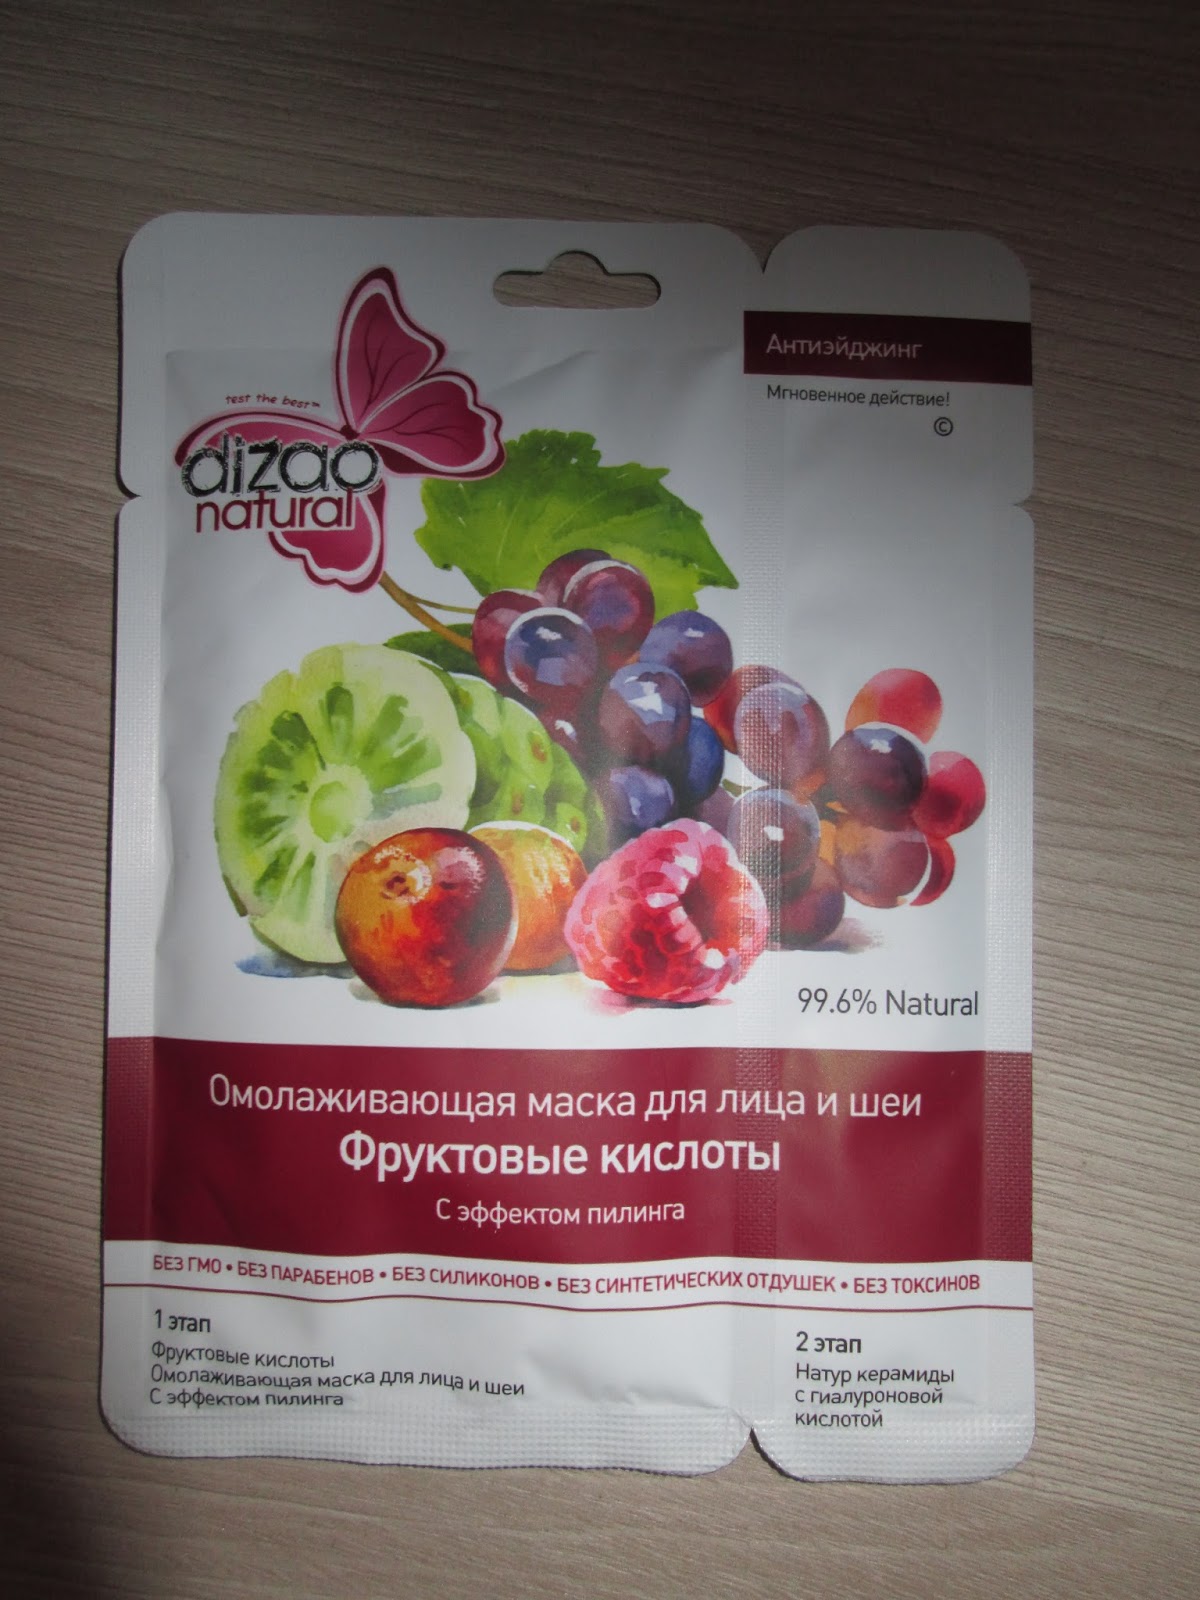 test the best™
dizao
natural
Антиэйджинг
Мгновенное действие!
©
99.6% Natural
Омолаживающая маска для лица и шеи
Фруктовые кислоты
С эффектом пилинга
БЕЗ ГМО • БЕЗ ПАРАБЕНОВ • БЕЗ СИЛИКОНОВ • БЕЗ СИНТЕТИЧЕСКИХ ОТДУШЕК • БЕЗ ТОКСИНОВ
1 этап
Фруктовые кислоты
Омолаживающая маска для лица и шеи
С эффектом пилинга
2 этап
Натур керамиды
с гиалуроновой
кислотой